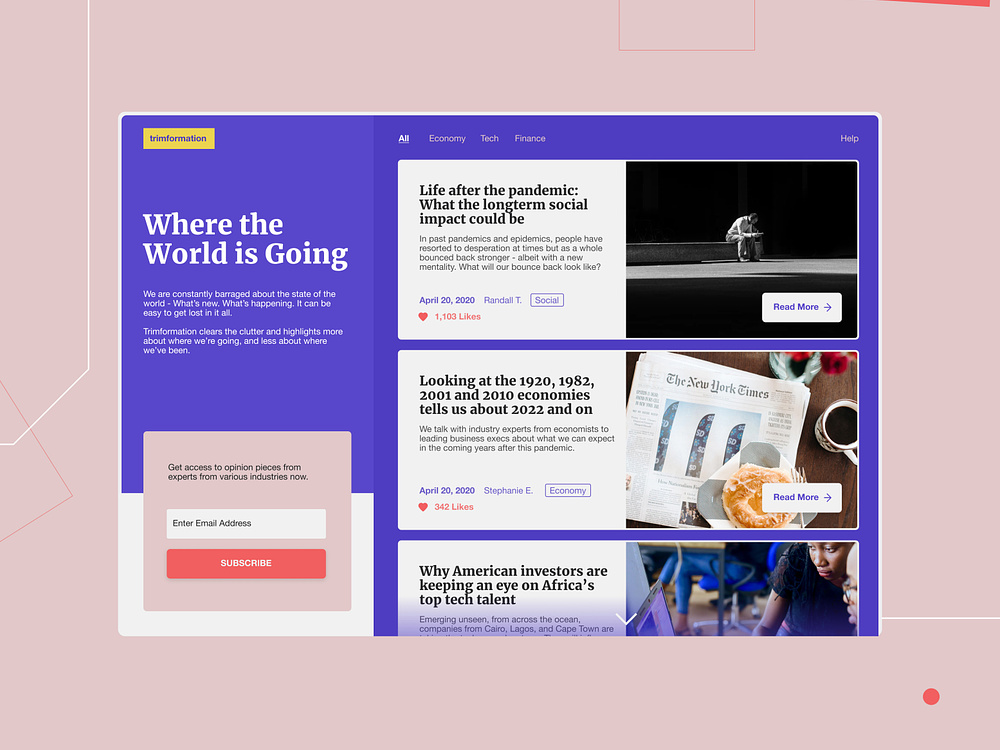 trimformation
All
Economy
Tech
Finance
Help
Where the
World is Going
We are constantly barraged about the state of the
world - What's new. What's happening. It can be
easy to get lost in it all.
Trimformation clears the clutter and highlights more
about where we're going, and less about where
we've been.
Get access to opinion pieces from
experts from various industries now.
Enter Email Address
SUBSCRIBE
Life after the pandemic:
What the longterm social
impact could be
In past pandemics and epidemics, people have
resorted to desperation at times but as a whole
bounced back stronger - albeit with a new
mentality. What will our bounce back look like?
April 20, 2020 Randall T. Social
1,103 Likes
Read More
Looking at the 1920, 1982,
2001 and 2010 economies
tells us about 2022 and on
We talk with industry experts from economists to
leading business execs about what we can expect
in the coming years after this pandemic.
April 20, 2020 Stephanie E. Economy
342 Likes
The New York Times
Read More
Why American investors are
keeping an eye on Africa's
top tech talent
Emerging unseen, from across the ocean,
companies from Cairo, Lagos, and Cape Town are